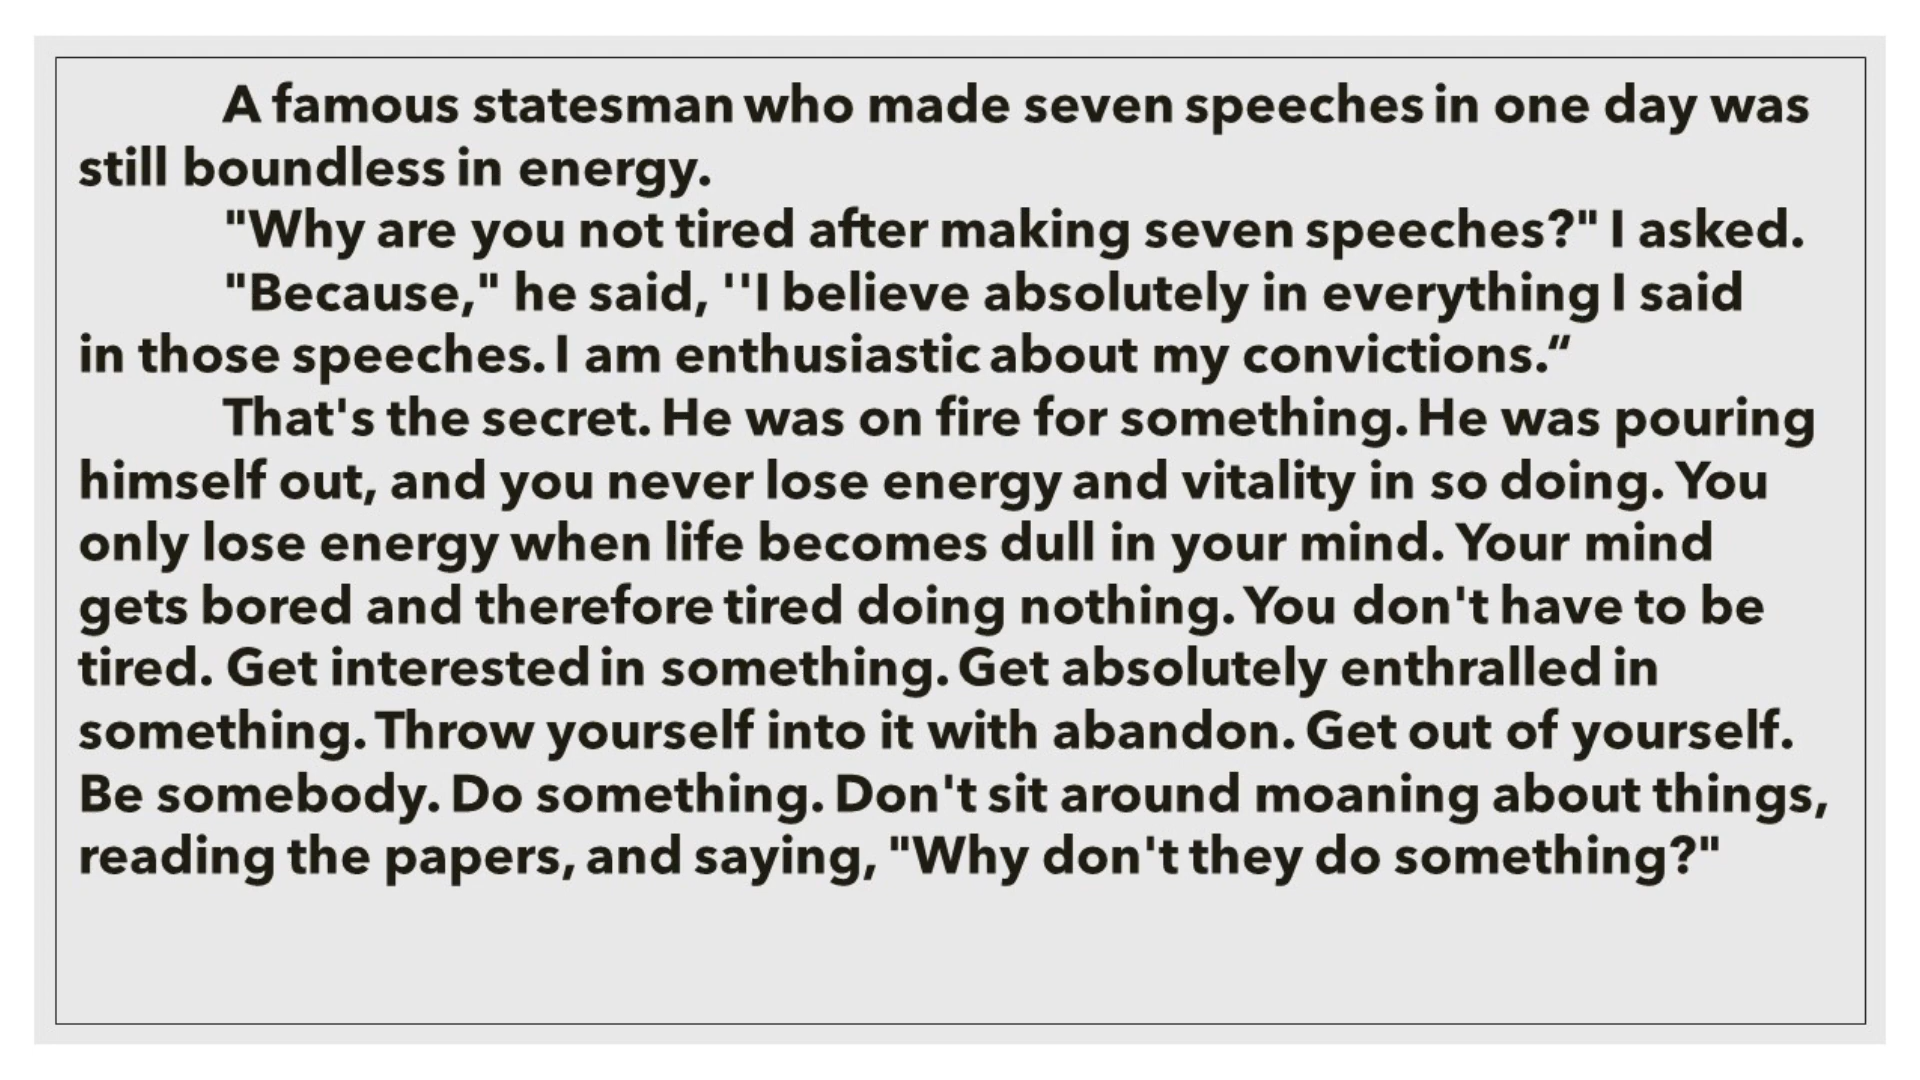 A famous statesman who made seven speeches in one day was
still boundless in energy.
"Why are you not tired after making seven speeches?" I asked.
"Because," he said, ''I believe absolutely in everything I said
in those speeches. I am enthusiastic about my convictions.“
That's the secret. He was on fire for something. He was pouring
himself out, and you never lose energy and vitality in so doing. You
only lose energy when life becomes dull in your mind. Your mind
gets bored and therefore tired doing nothing. You don't have to be
tired. Get interested in something. Get absolutely enthralled in
something. Throw yourself into it with abandon. Get out of yourself.
Be somebody. Do something. Don't sit around moaning about things,
reading the papers, and saying, "Why don't they do something?"